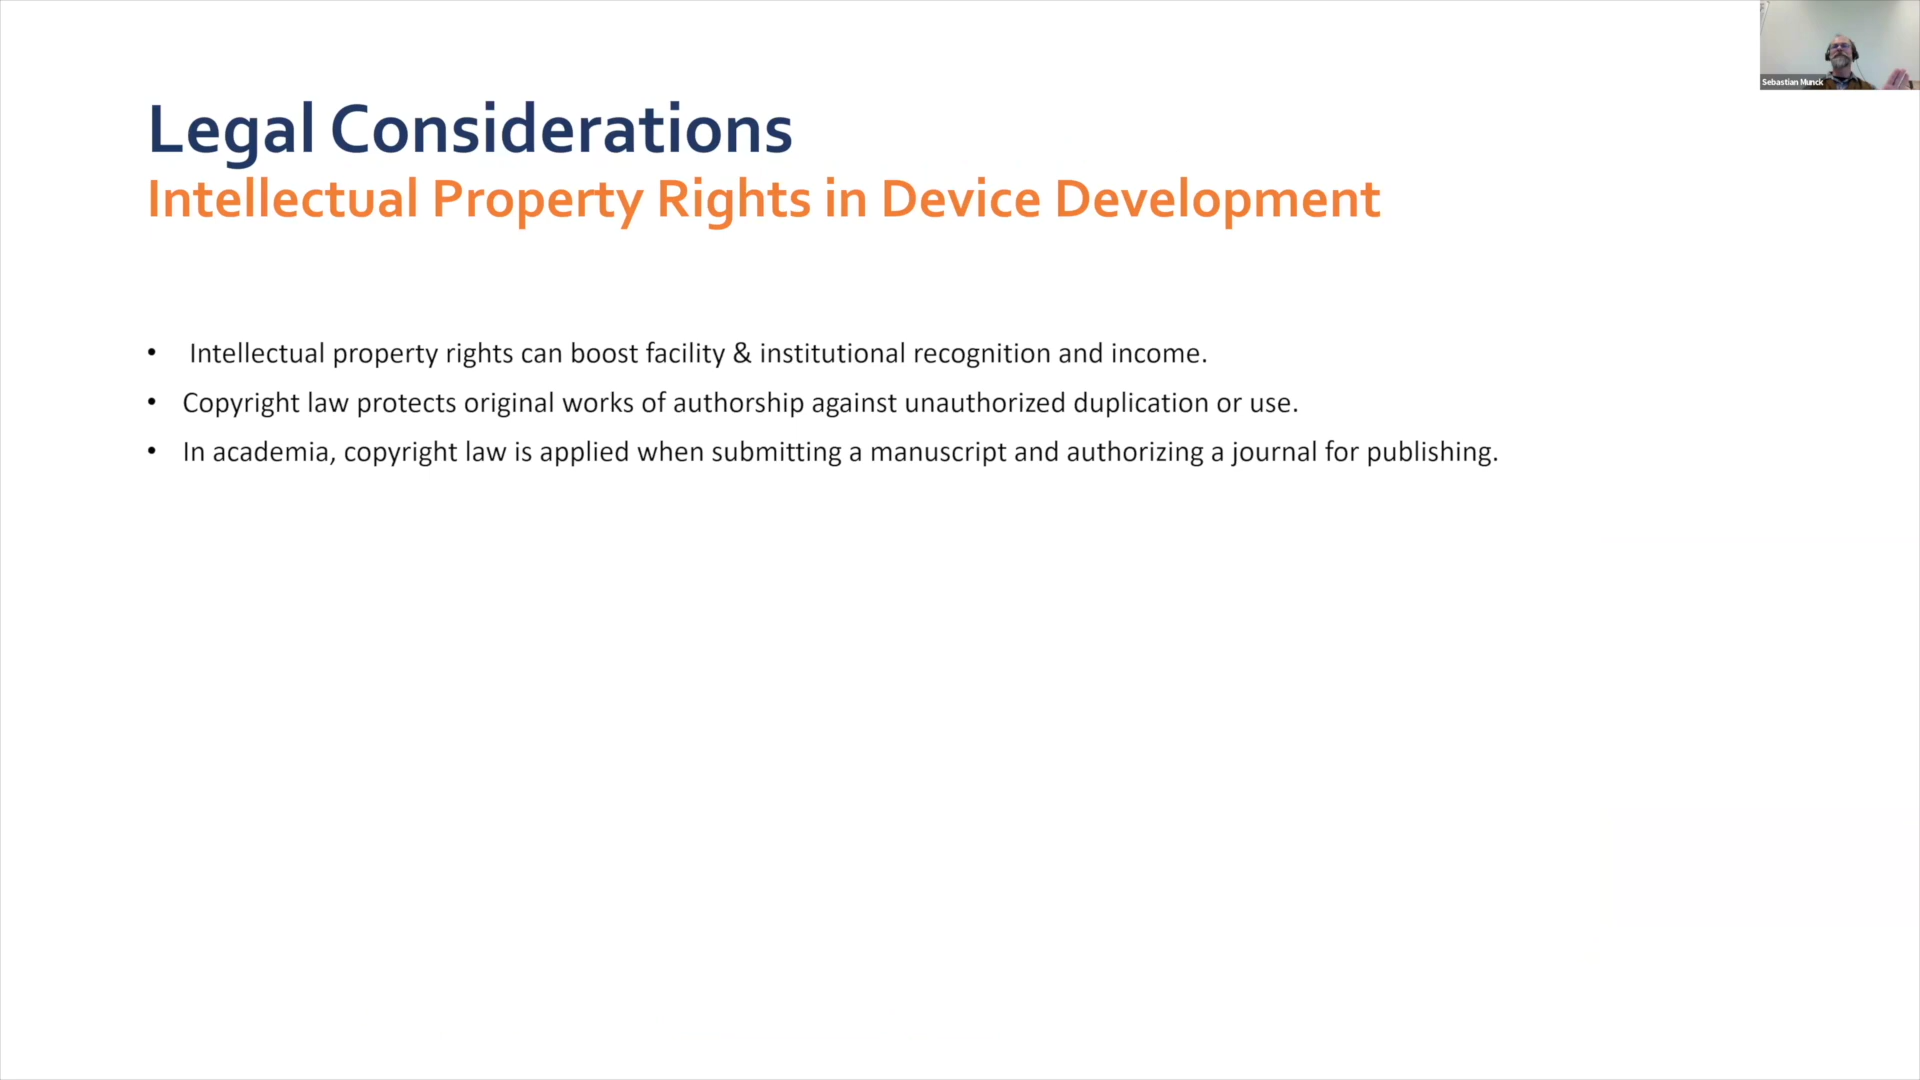 Sebastian Munck
Legal Considerations
Intellectual Property Rights in Device Development
• Intellectual property rights can boost facility & institutional recognition and income.
• Copyright law protects original works of authorship against unauthorized duplication or use.
• In academia, copyright law is applied when submitting a manuscript and authorizing a journal for publishing.